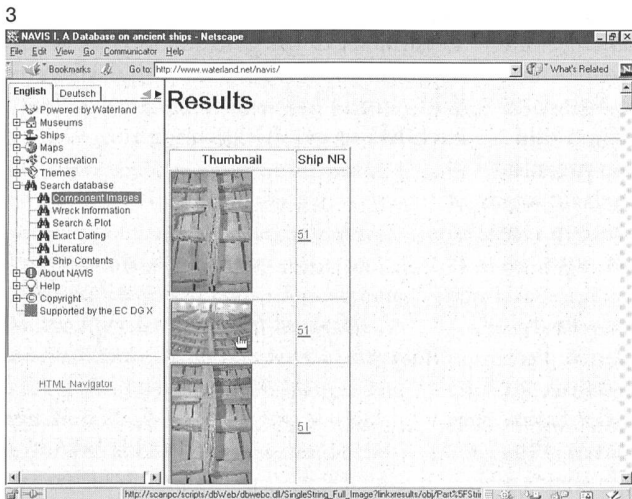 3
NAVIS I. A Database on ancient ships - Netscape
File Edit View Go Communicator Help
Bookmarks Go to: http://www.waterland.net/navis/ What's Related
English Deutsch
Powered by Waterland
Museums
Ships
Maps
Conservation
Themes
Search database
Component Images
Wreck Information
Search & Plot
Exact Dating
Literature
Ship Contents
About NAVIS
Help
Copyright
Supported by the EC DG X
HTML Navigator
Results
Thumbnail Ship NR
51
51
51
http://scanpc/scripts/dbweb/dbwebc.dll/SingleString_Full_Image?linkxresults/obj/Part%5FStri